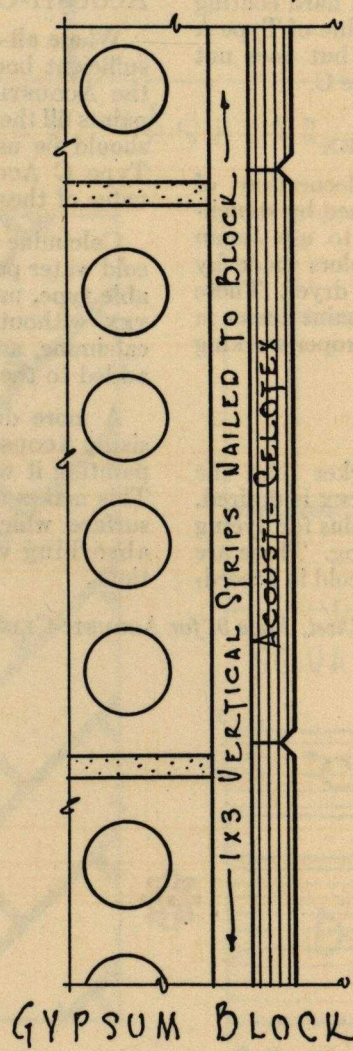 1x3 VERTICAL STRIPS NAILED TO BLOCK
ACOUSTI-CELOTEX
GYPSUM BLOCK